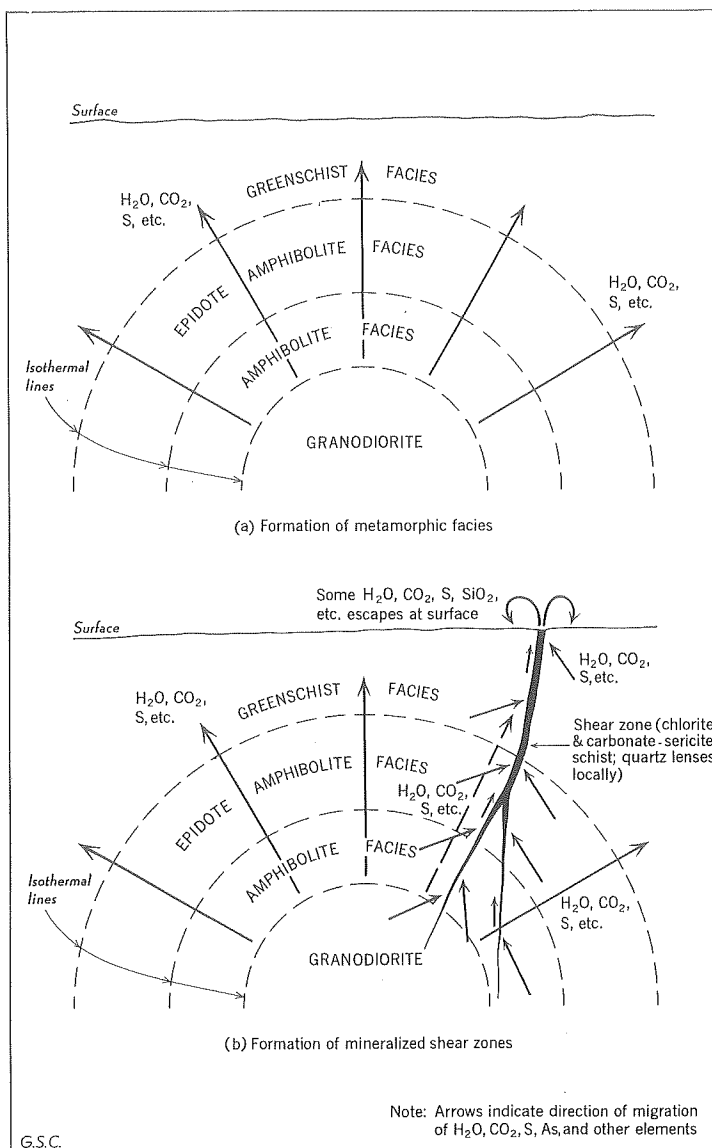 Surface
GREENSCHIST FACIES
H₂O, CO₂,
S, etc.
EPIDOTE AMPHIBOLITE FACIES
H₂O, CO₂,
S, etc.
AMPHIBOLITE FACIES
Isothermal
lines
GRANODIORITE
(a) Formation of metamorphic facies
Some H₂O, CO₂, S, SiO₂,
etc. escapes at surface
Surface
H₂O, CO₂,
S, etc.
H₂O, CO₂,
S, etc.
GREENSCHIST FACIES
Shear zone (chlorite
& carbonate-sericite
schist; quartz lenses
locally)
EPIDOTE AMPHIBOLITE FACIES
H₂O, CO₂,
S, etc.
AMPHIBOLITE FACIES
Isothermal
lines
H₂O, CO₂,
S, etc.
GRANODIORITE
(b) Formation of mineralized shear zones
Note: Arrows indicate direction of migration
of H₂O, CO₂, S, As, and other elements
G.S.C.